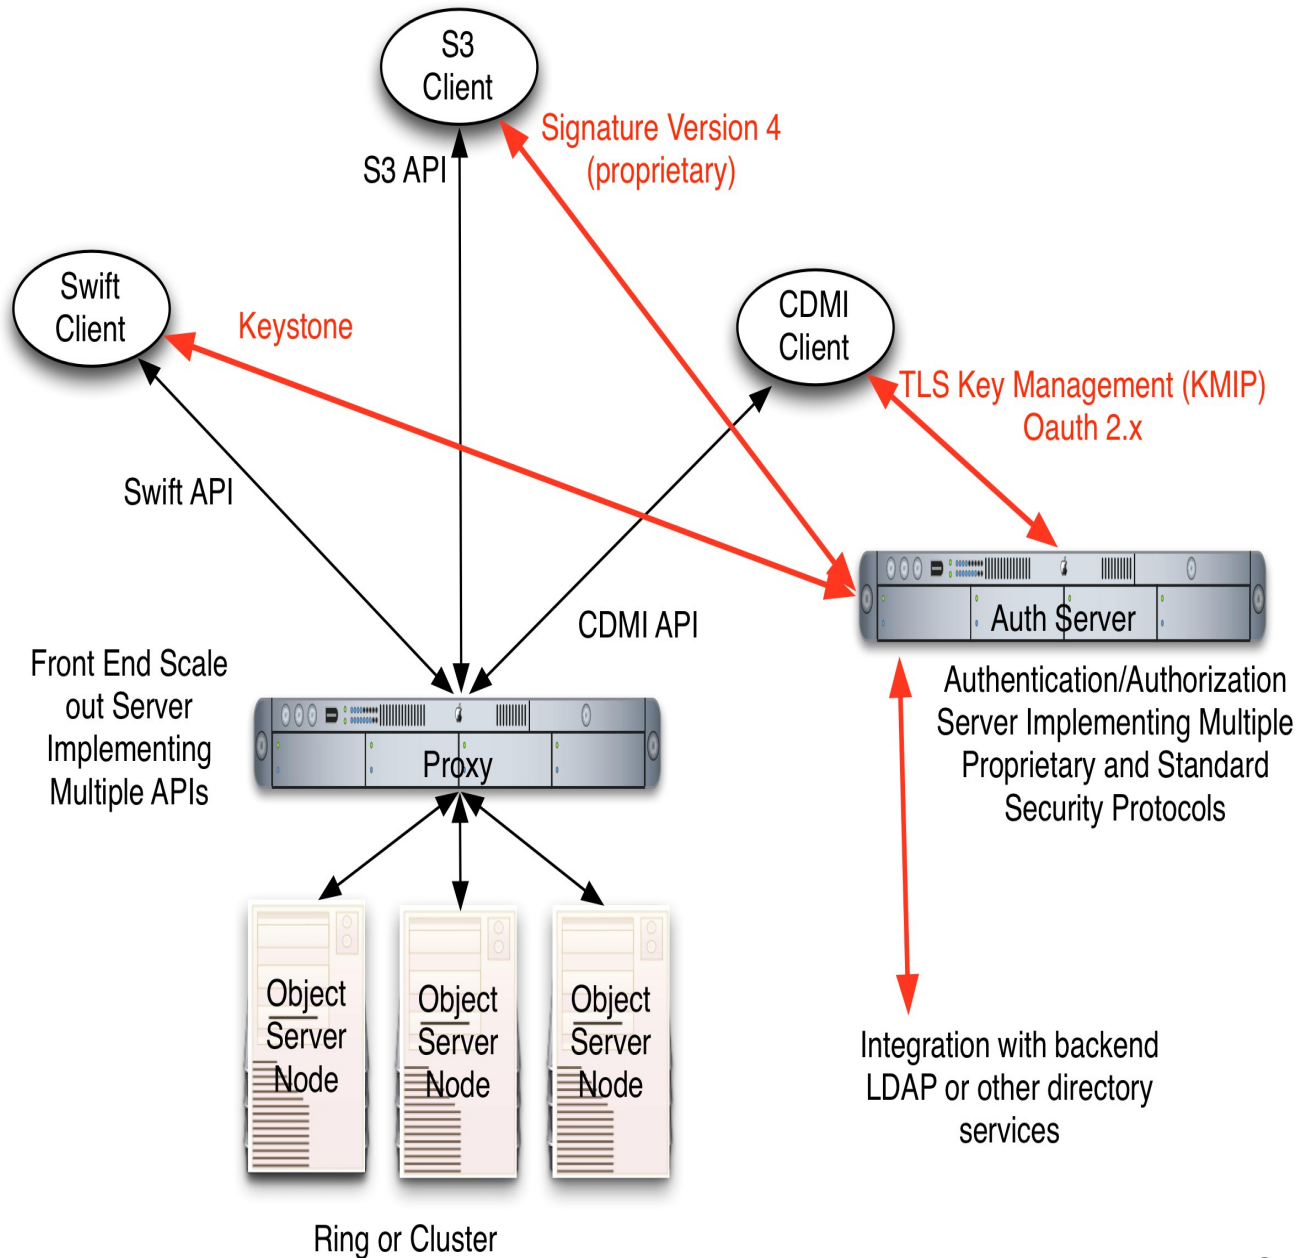 S3
Client
Signature Version 4
(proprietary)
S3 API
Swift
Client
Keystone
CDMI
Client
TLS Key Management (KMIP)
Oauth 2.x
Swift API
CDMI API
Auth Server
Front End Scale
out Server
Implementing
Multiple APIs
Proxy
Authentication/Authorization
Server Implementing Multiple
Proprietary and Standard
Security Protocols
Object
Server
Node
Object
Server
Node
Object
Server
Node
Integration with backend
LDAP or other directory
services
Ring or Cluster